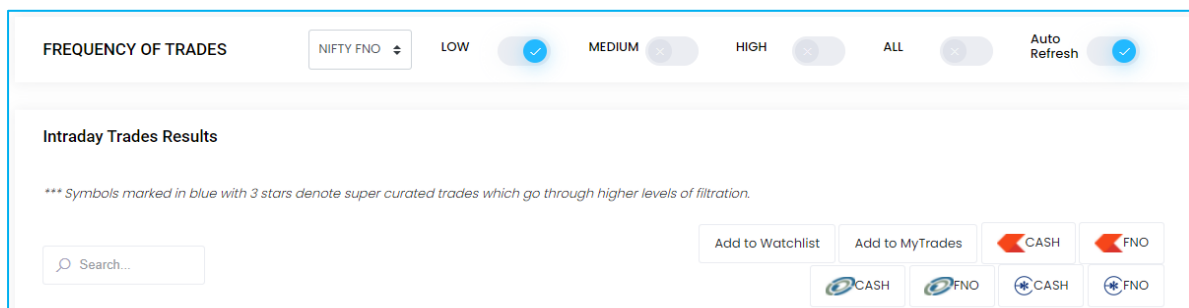 FREQUENCY OF TRADES NIFTY FNO LOW MEDIUM HIGH ALL Auto Refresh
Intraday Trades Results
*** Symbols marked in blue with 3 stars denote super curated trades which go through higher levels of filtration.
Search... Add to Watchlist Add to MyTrades CASH FNO
CASH FNO CASH FNO